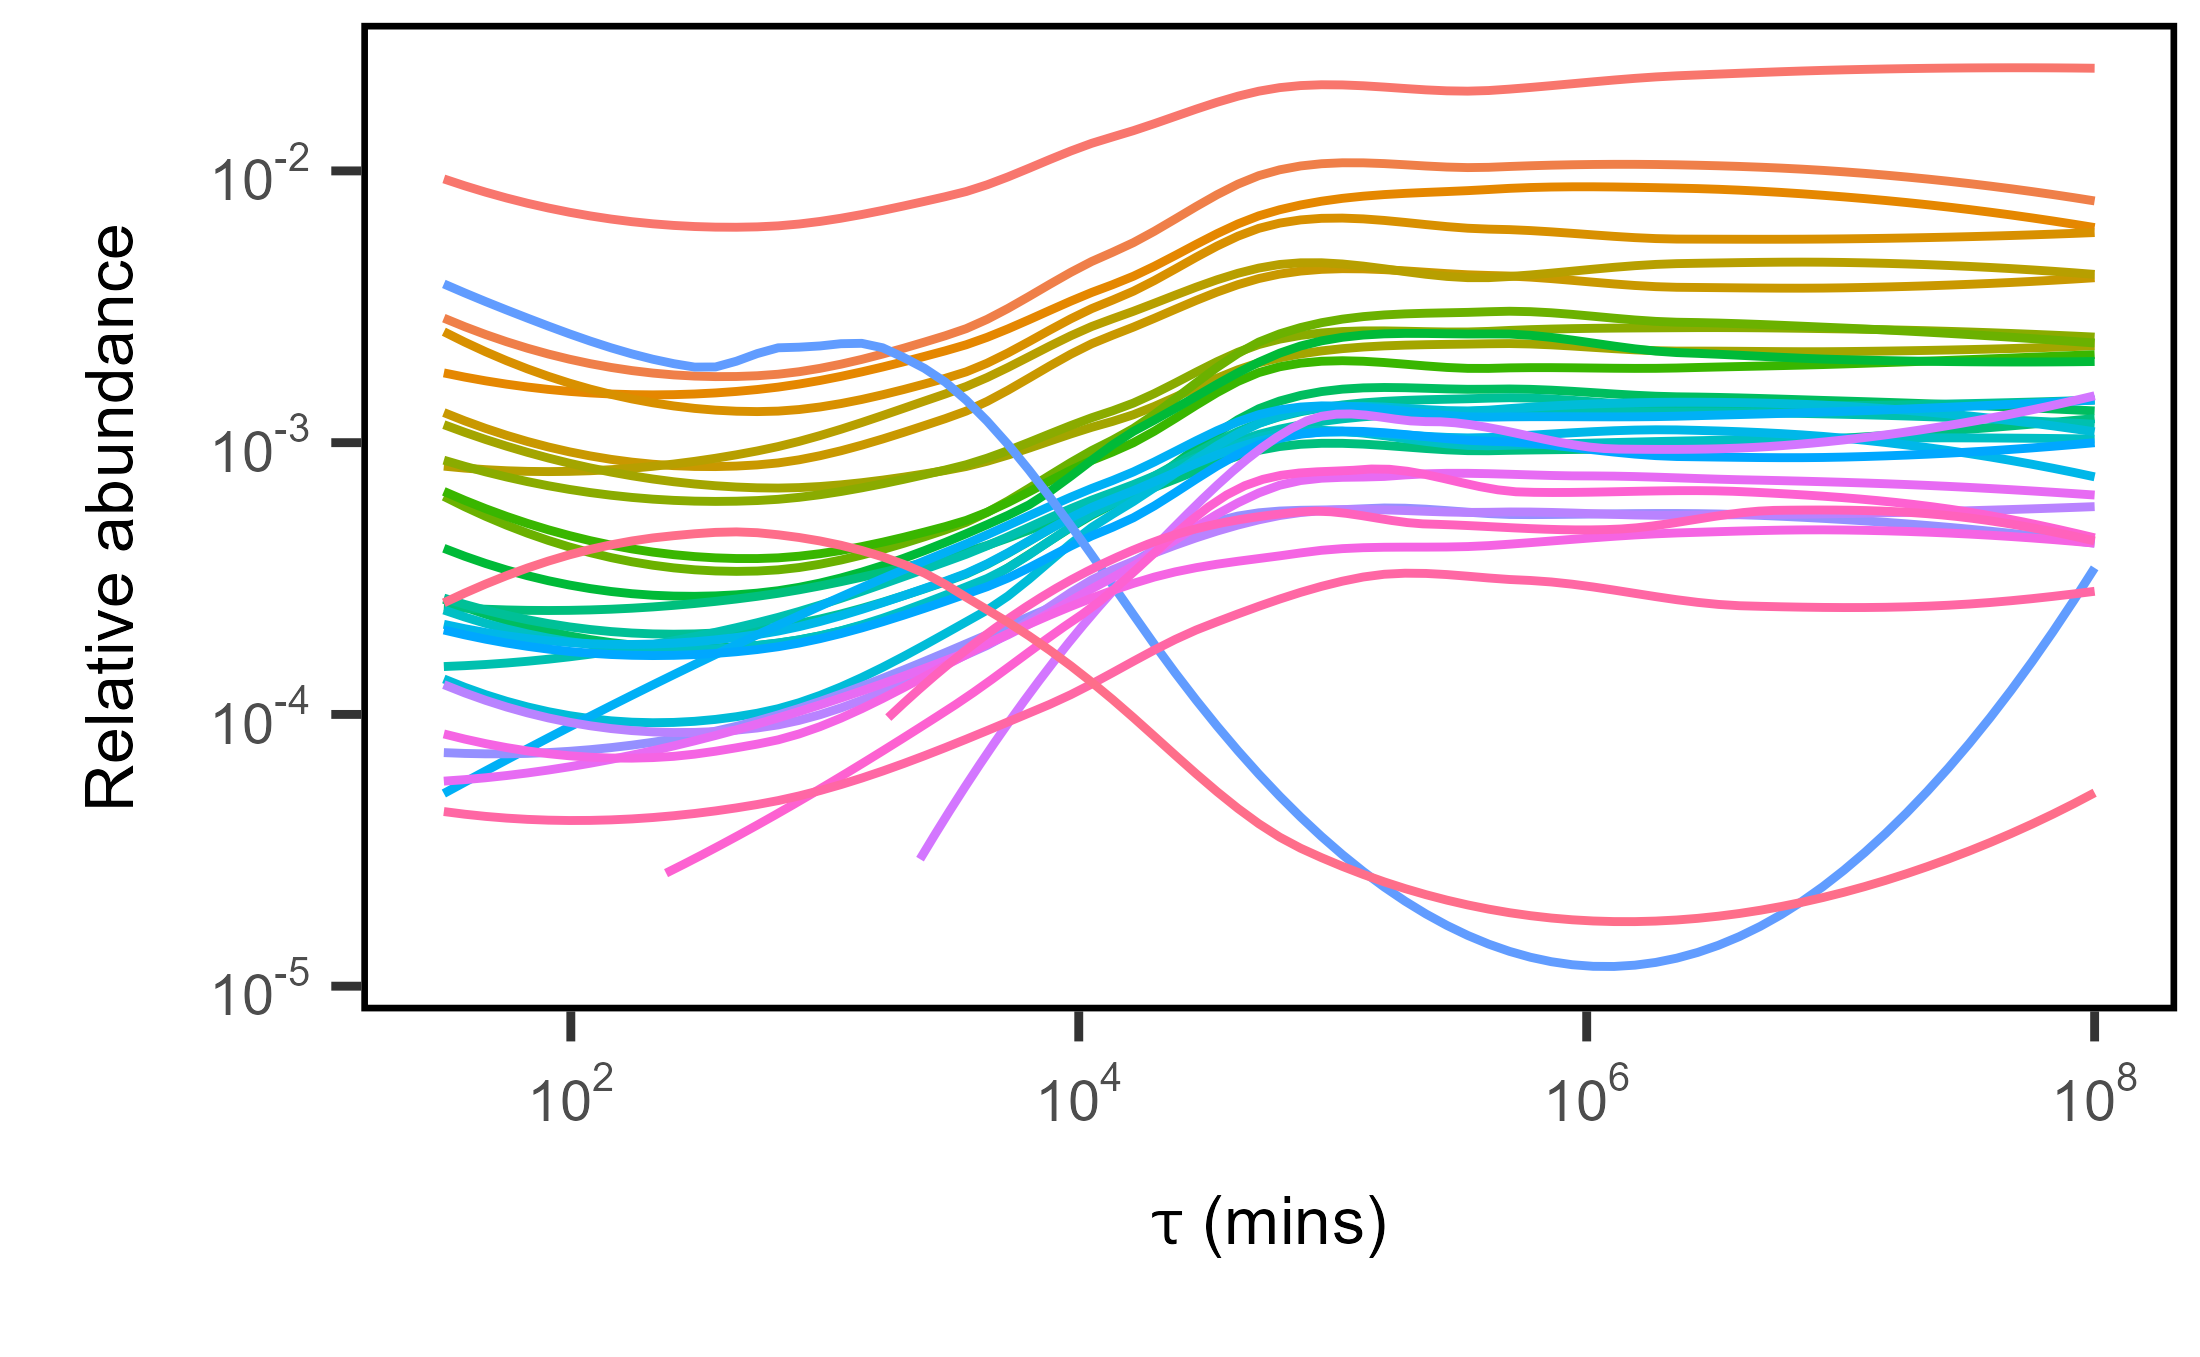 Relative abundance
10⁻²
10⁻³
10⁻⁴
10⁻⁵
10² 10⁴ 10⁶ 10⁸
τ (mins)